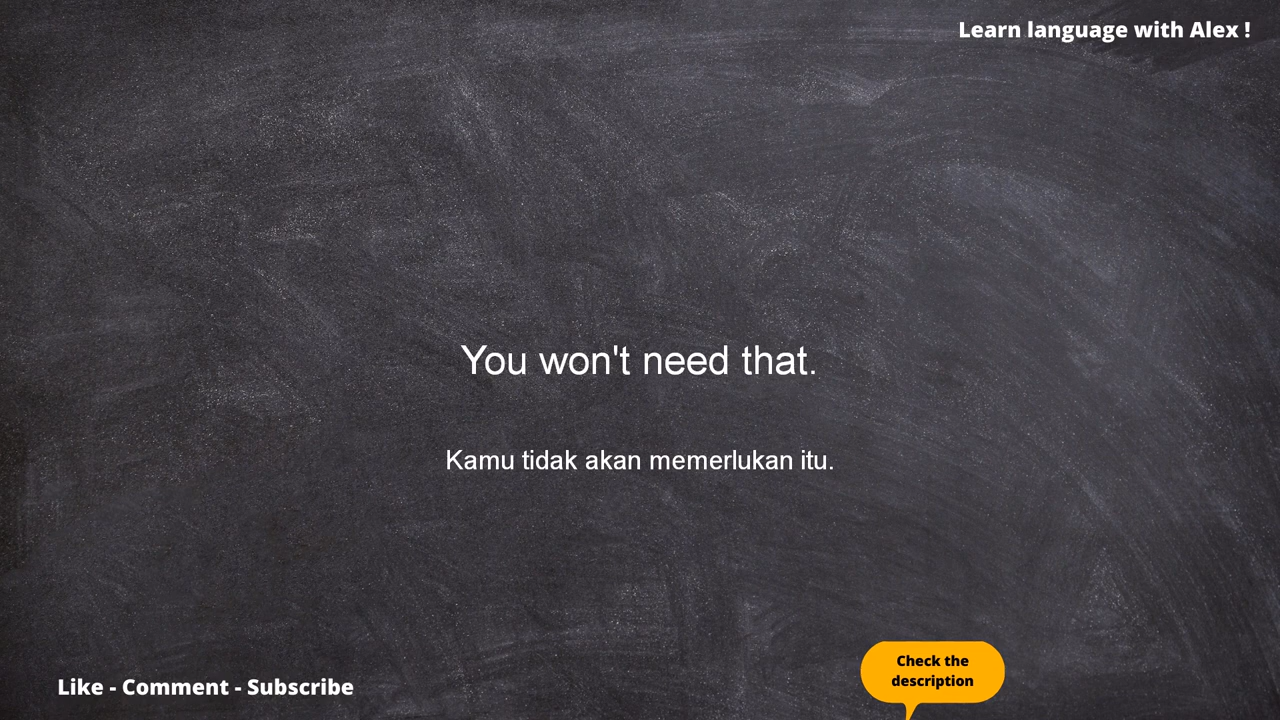 Learn language with Alex !
You won't need that.
Kamu tidak akan memerlukan itu.
Check the
description
Like - Comment - Subscribe